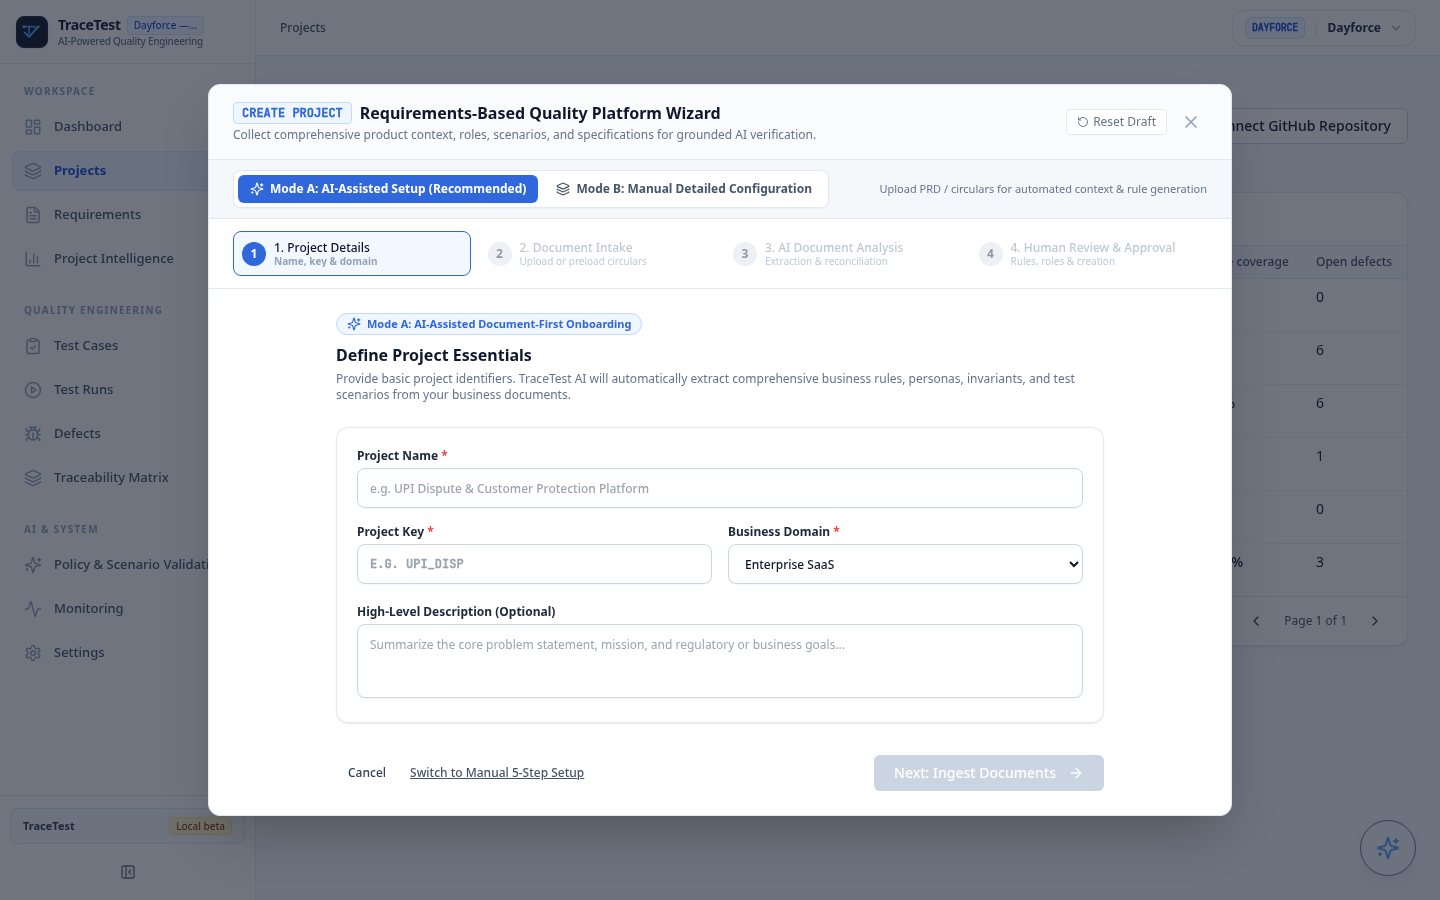 TraceTest
Dayforce —...
AI-Powered Quality Engineering
Projects
DAYFORCE
Dayforce
WORKSPACE
Dashboard
Projects
Requirements
Project Intelligence
QUALITY ENGINEERING
Test Cases
Test Runs
Defects
Traceability Matrix
AI & SYSTEM
Policy & Scenario
Monitoring
Settings
TraceTest
Local beta
GitHub Repository
coverage
Open defects
0
6
6
1
0
% 3
Page 1 of 1
CREATE PROJECT
Requirements-Based Quality Platform Wizard
Collect comprehensive product context, roles, scenarios, and specifications for grounded AI verification.
Reset Draft
Mode A: AI-Assisted Setup (Recommended)
Mode B: Manual Detailed Configuration
Upload PRD / circulars for automated context & rule generation
1
1. Project Details
Name, key & domain
2
2. Document Intake
Upload or preload circulars
3
3. AI Document Analysis
Extraction & reconciliation
4
4. Human Review & Approval
Rules, roles & creation
Mode A: AI-Assisted Document-First Onboarding
Define Project Essentials
Provide basic project identifiers. TraceTest AI will automatically extract comprehensive business rules, personas, invariants, and test
scenarios from your business documents.
Project Name *
e.g. UPI Dispute & Customer Protection Platform
Project Key *
E.G. UPI_DISP
Business Domain *
Enterprise SaaS
High-Level Description (Optional)
Summarize the core problem statement, mission, and regulatory or business goals...
Cancel
Switch to Manual 5-Step Setup
Next: Ingest Documents